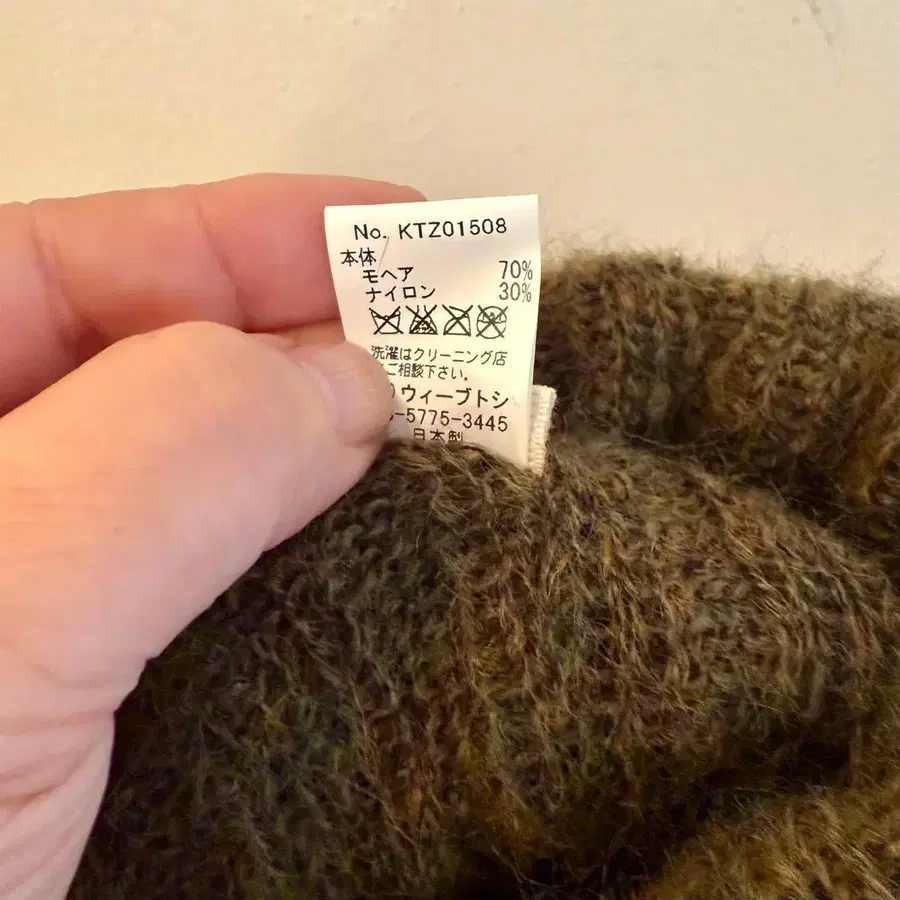 No. KTZ01508
本体
モヘア 70%
ナイロン 30%
洗濯はクリーニング店
ご相談下さい。
ウィーブトシ
-5775-3445
日本製